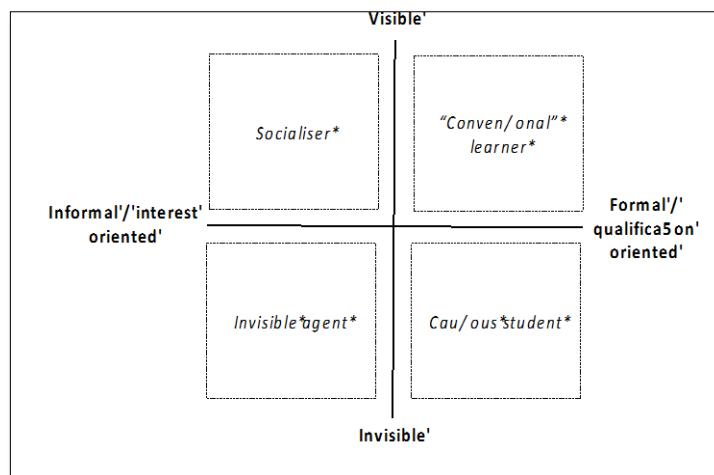 Visible'
Socialiser*
“Conven/onal”*
learner*
Informal'/'interest'
oriented'
Formal'/'
qualifica5on'
oriented'
Invisible*agent*
Cau/ous*student*
Invisible'